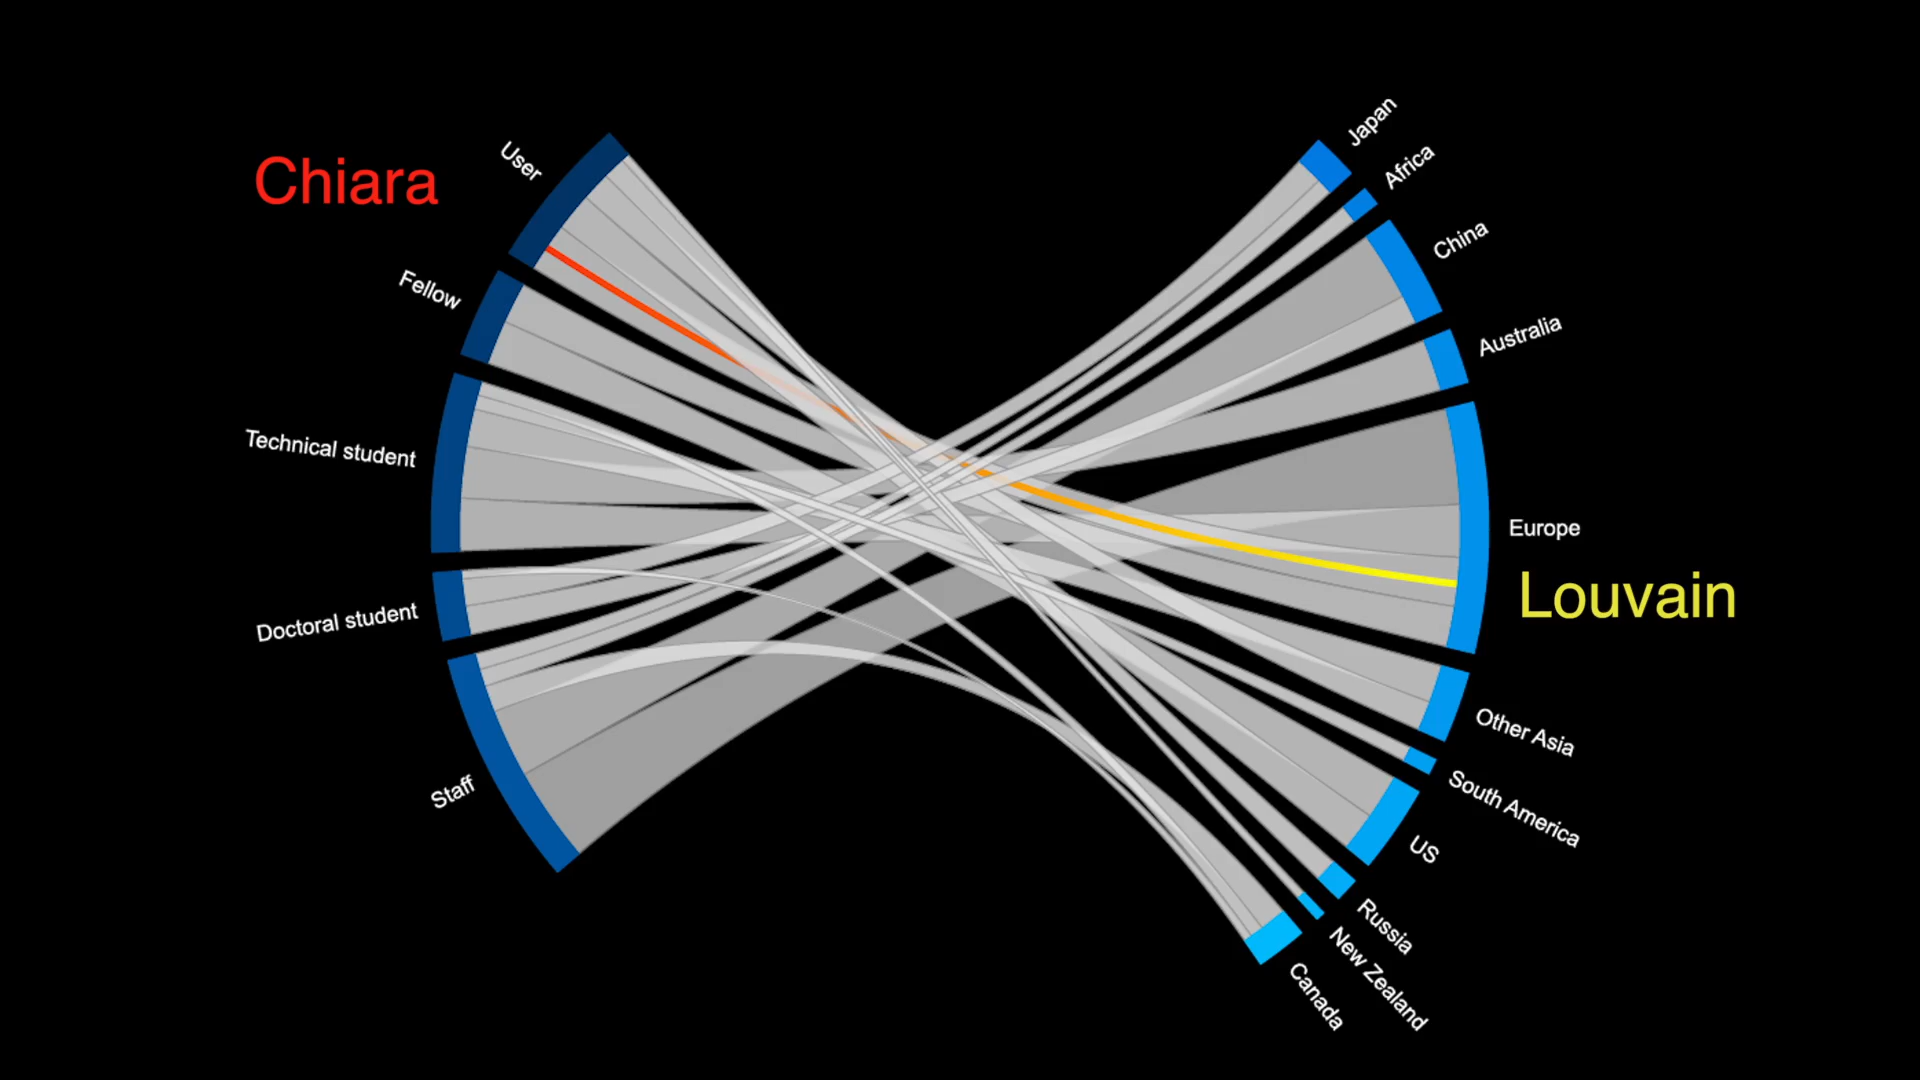 Chiara
User
Fellow
Technical student
Doctoral student
Staff
Japan
Africa
China
Australia
Europe
Louvain
Other Asia
South America
US
Russia
New Zealand
Canada